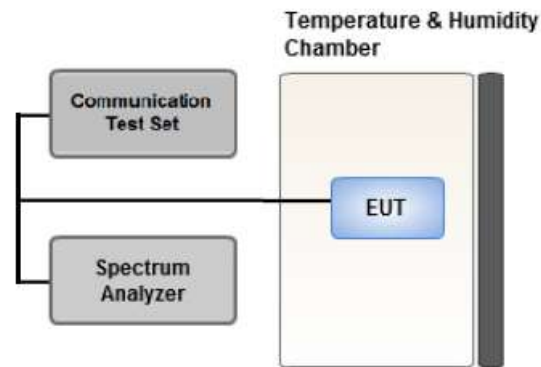 Temperature & Humidity
Chamber
Communication
Test Set
EUT
Spectrum
Analyzer